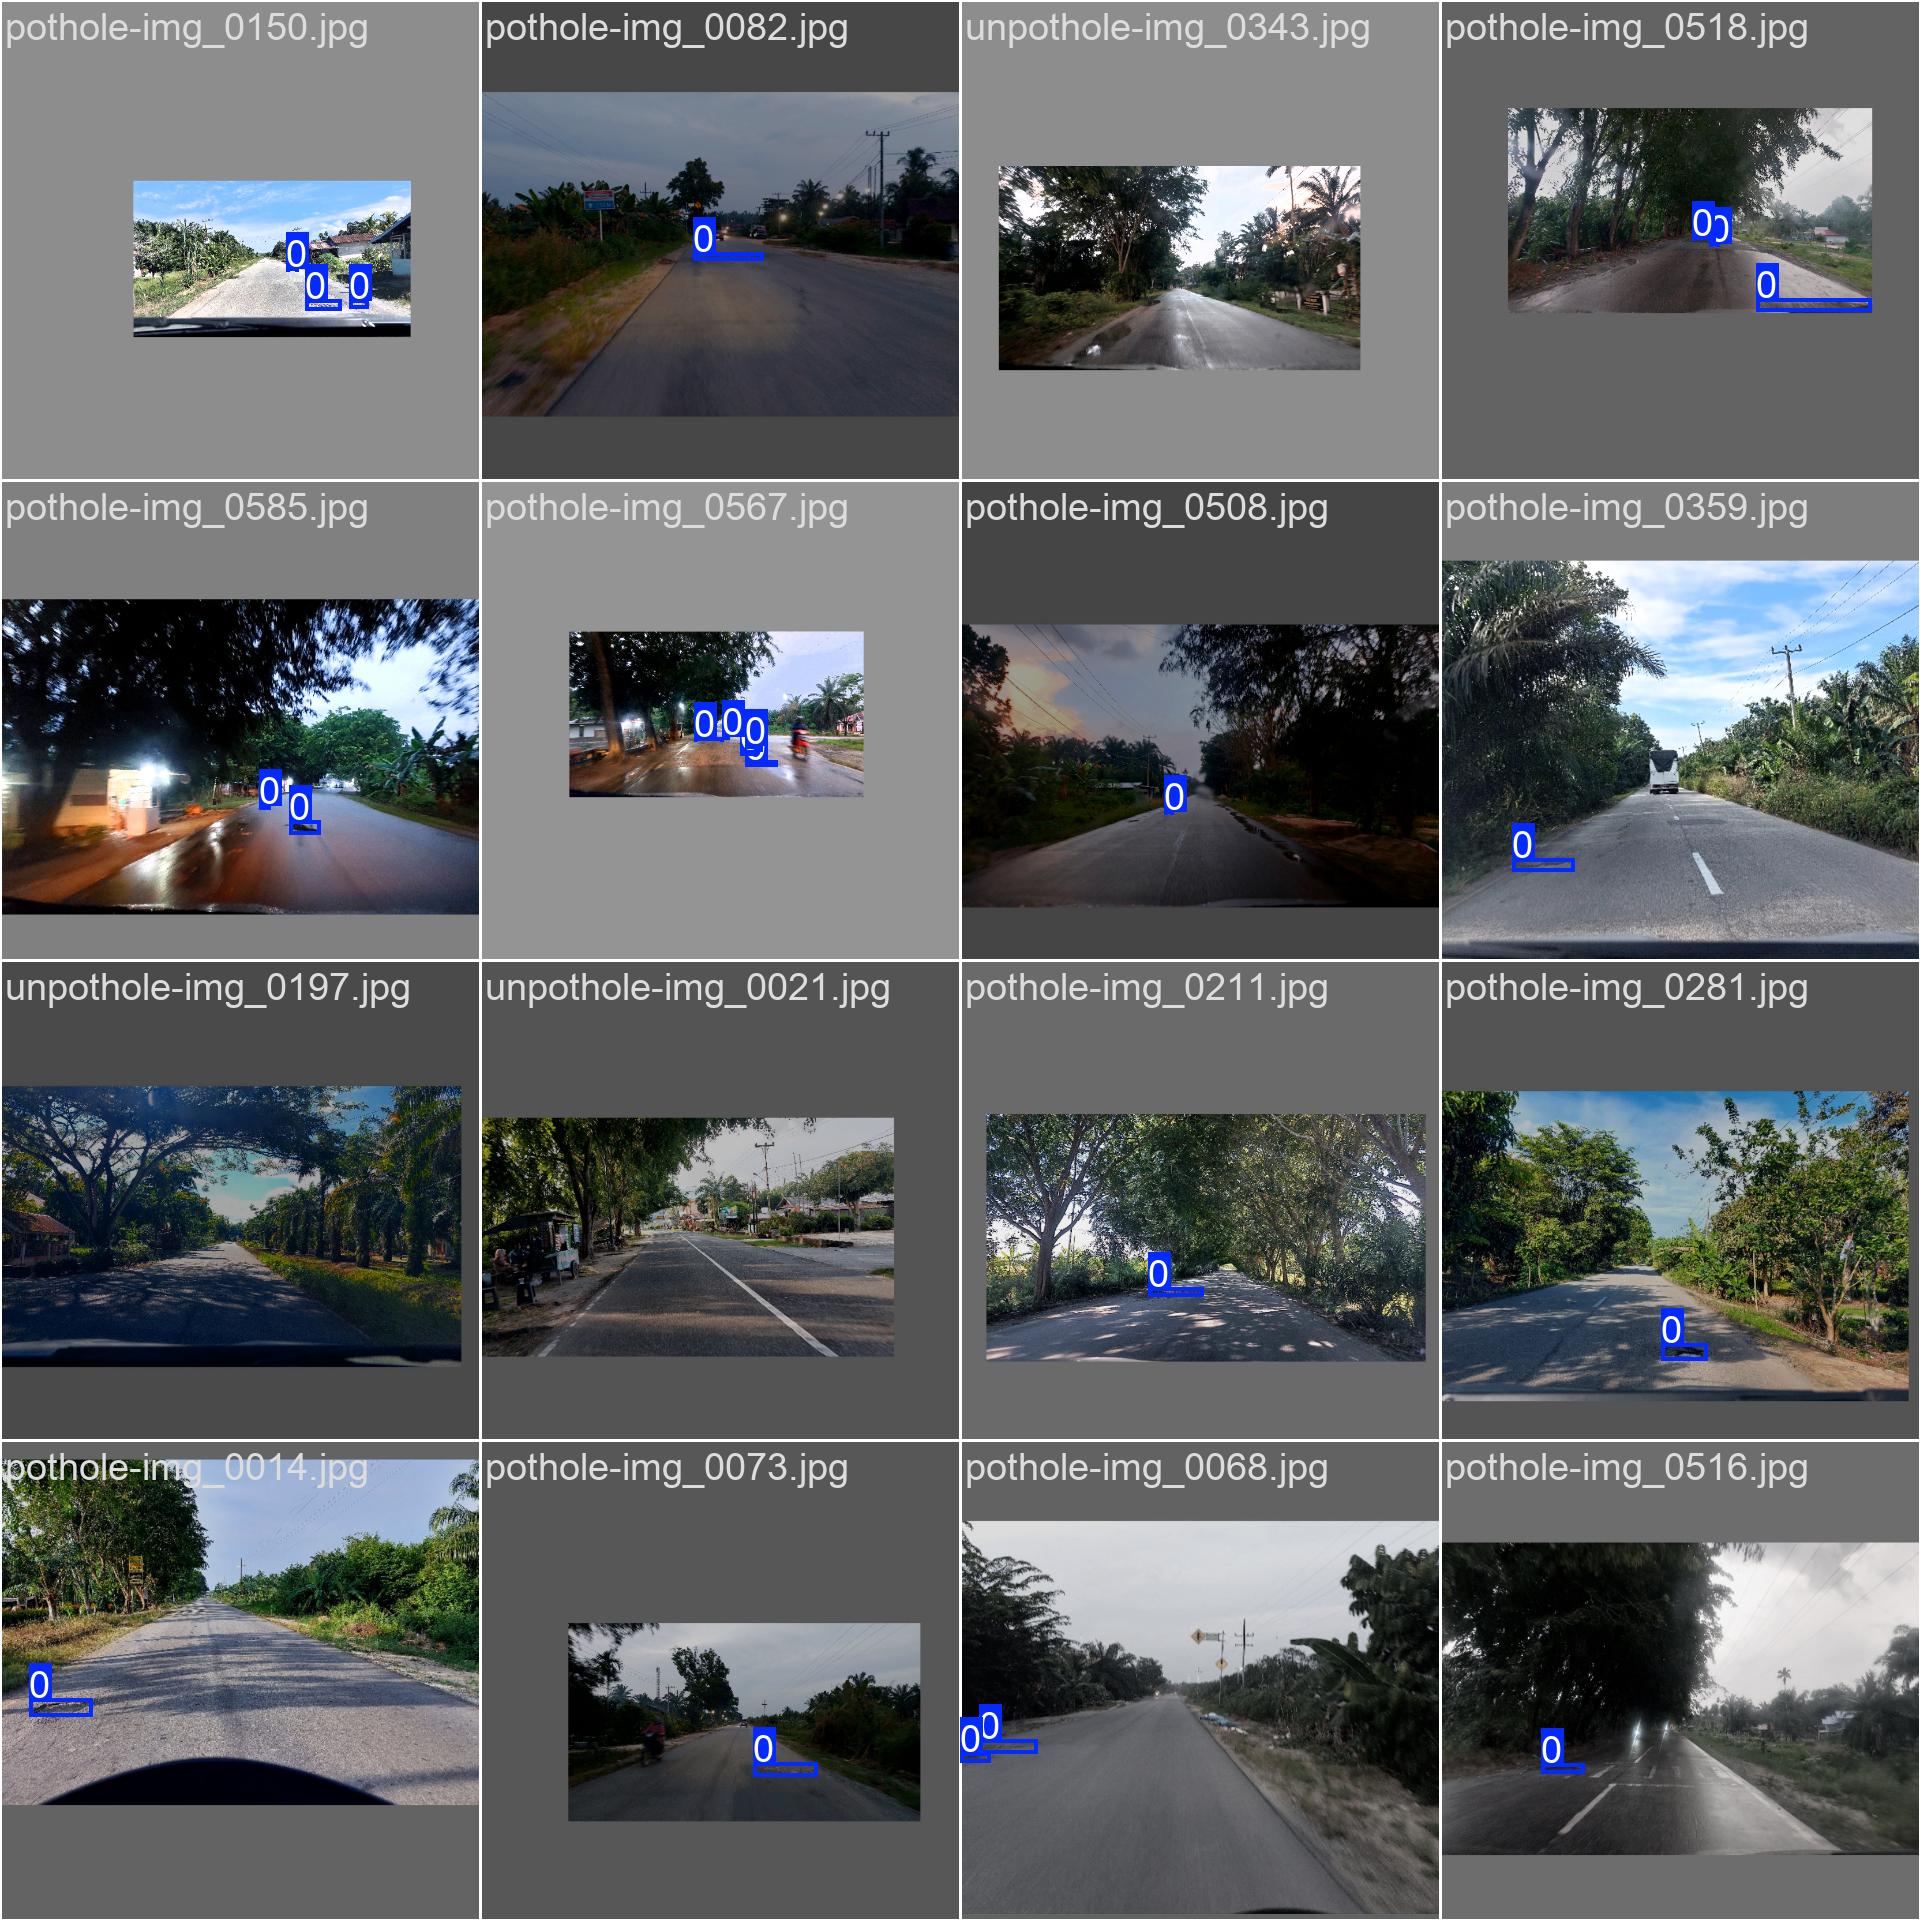 pothole-img_0150.jpg
pothole-img_0082.jpg
unpothole-img_0343.jpg
pothole-img_0518.jpg
0
0
0
0
0
0
0
pothole-img_0585.jpg
pothole-img_0567.jpg
pothole-img_0508.jpg
pothole-img_0359.jpg
0
0
0
0
0
0
0
0
unpothole-img_0197.jpg
unpothole-img_0021.jpg
pothole-img_0211.jpg
pothole-img_0281.jpg
0
0
pothole-img_0014.jpg
pothole-img_0073.jpg
pothole-img_0068.jpg
pothole-img_0516.jpg
0
0
0
0
0